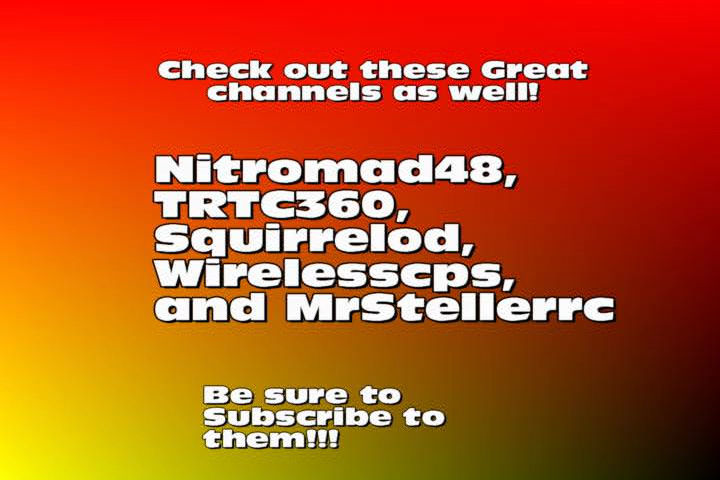 Check out these Great
channels as well!
Nitromad48,
TRTC360,
Squirrelod,
Wirelesscps,
and MrStellerrc
Be sure to
Subscribe to
them!!!